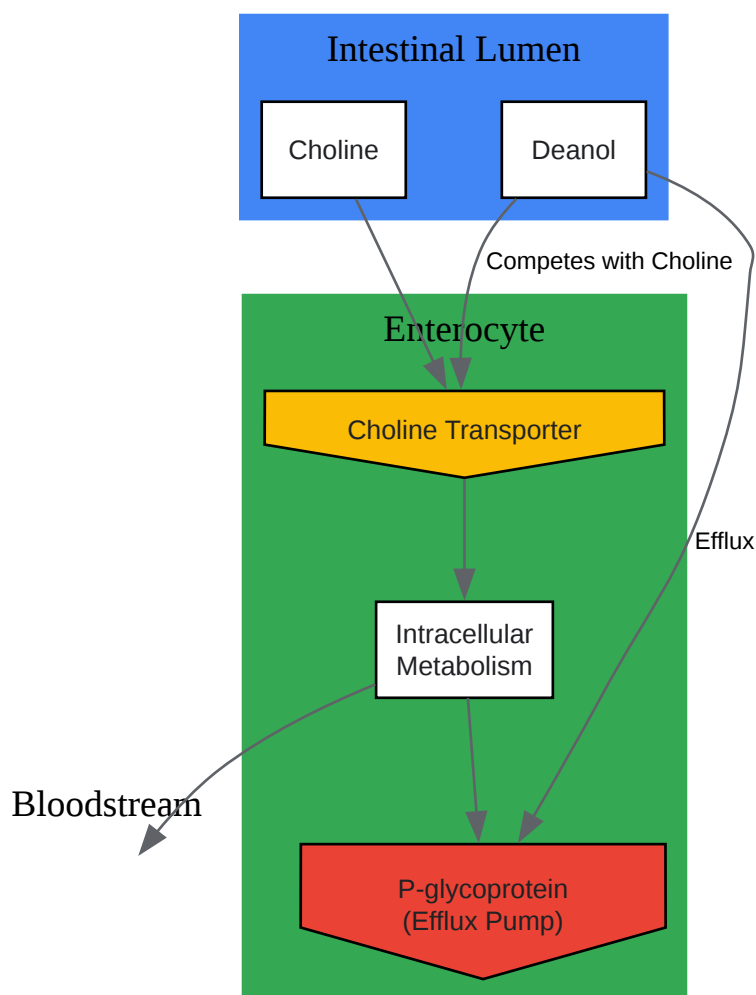 Intestinal Lumen
Choline
Deanol
Competes with Choline
Enterocyte
Choline Transporter
Efflux
Intracellular
Metabolism
Bloodstream
P-glycoprotein
(Efflux Pump)